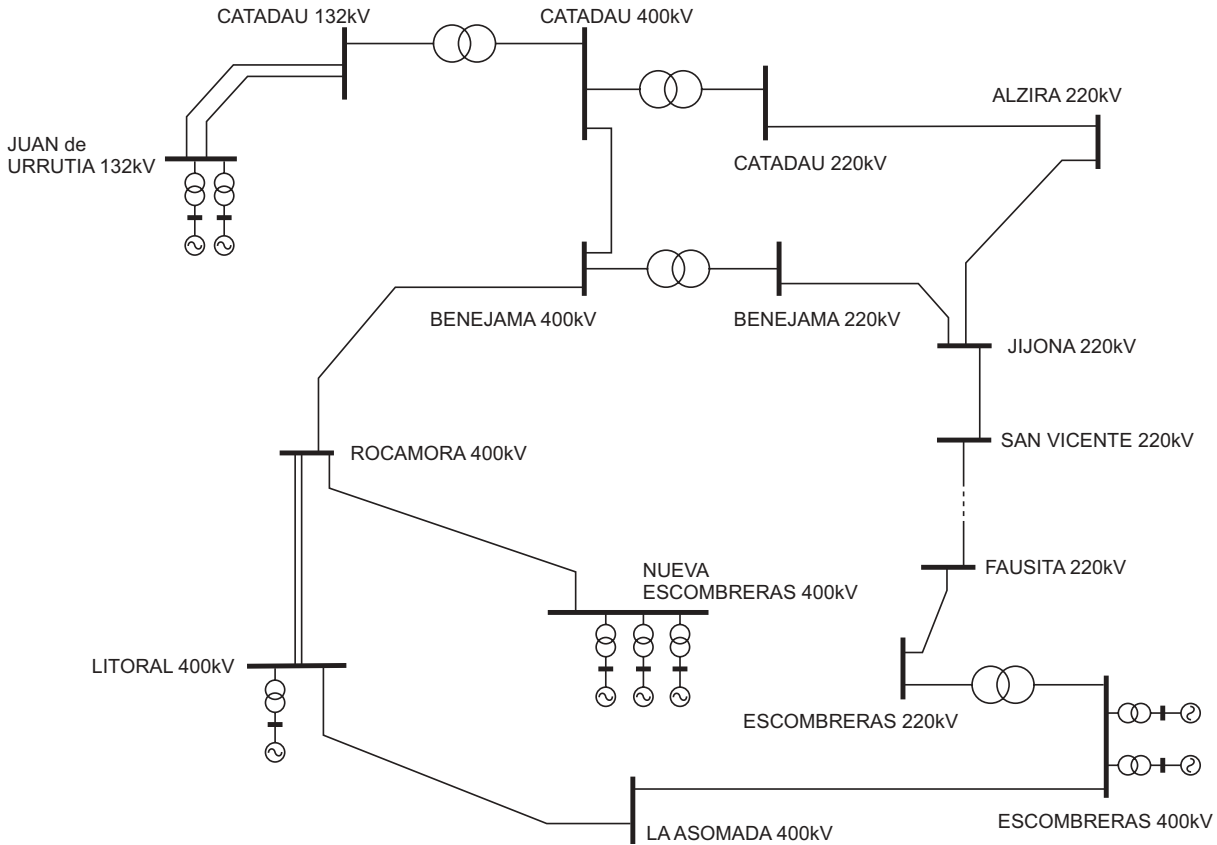 CATADAU 132kV
CATADAU 400kV
ALZIRA 220kV
JUAN de
URRUTIA 132kV
CATADAU 220kV
BENEJAMA 400kV
BENEJAMA 220kV
JIJONA 220kV
ROCAMORA 400kV
SAN VICENTE 220kV
NUEVA
ESCOMBRERAS 400kV
FAUSITA 220kV
LITORAL 400kV
ESCOMBRERAS 220kV
LA ASOMADA 400kV
ESCOMBRERAS 400kV